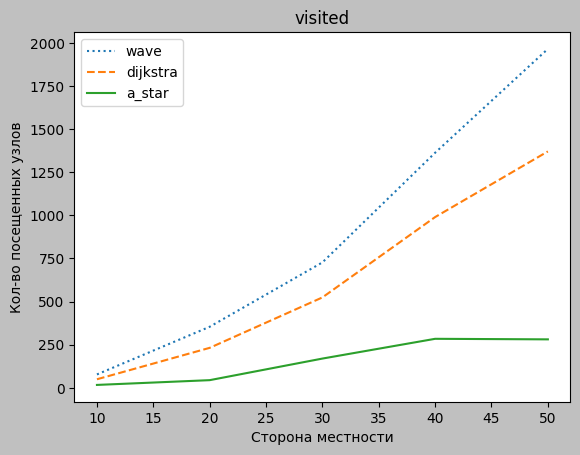 visited
wave
dijkstra
a_star
Кол-во посещенных узлов
2000
1750
1500
1250
1000
750
500
250
0
10 15 20 25 30 35 40 45 50
Сторона местности